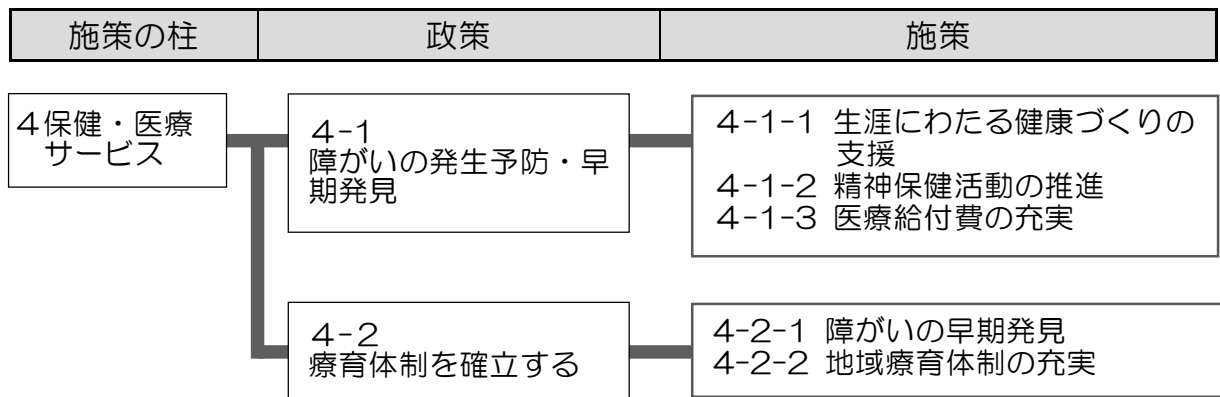 施策の柱 政策 施策
4保健・医療
サービス
4-1
障がいの発生予防・早
期発見
4-1-1 生涯にわたる健康づくりの
支援
4-1-2 精神保健活動の推進
4-1-3 医療給付費の充実
4-2
療育体制を確立する
4-2-1 障がいの早期発見
4-2-2 地域療育体制の充実